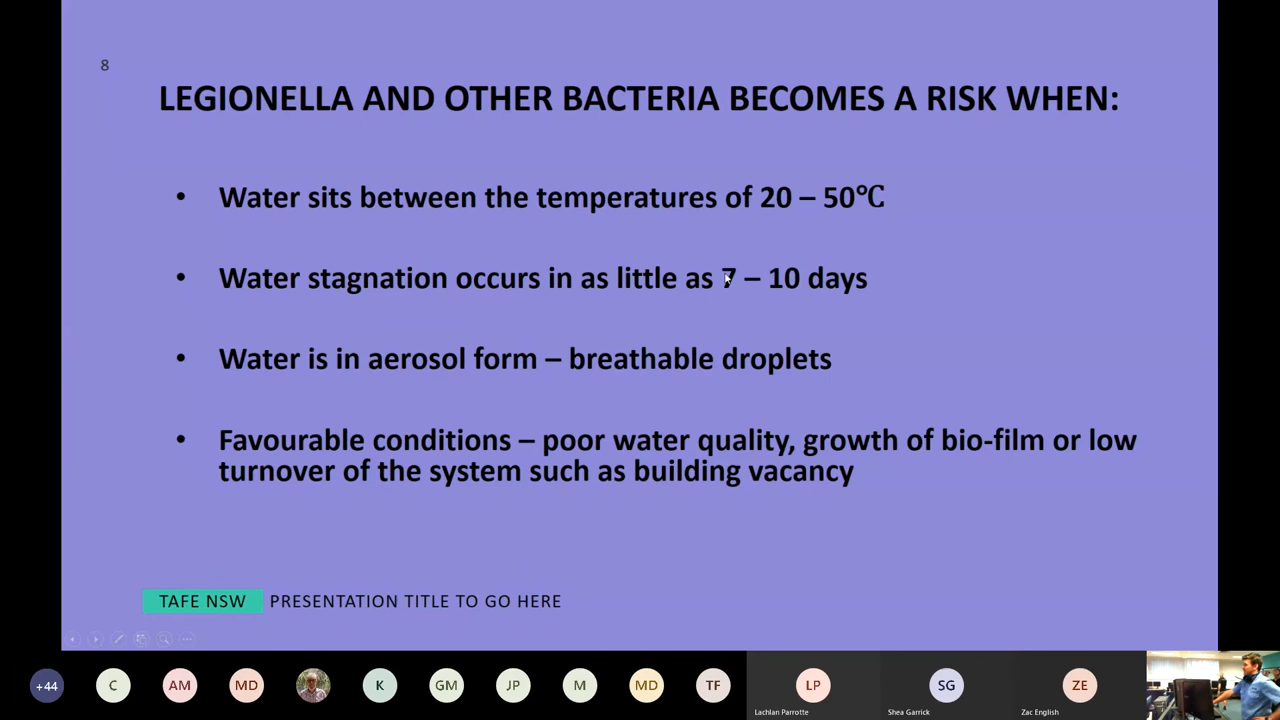 8
LEGIONELLA AND OTHER BACTERIA BECOMES A RISK WHEN:
• Water sits between the temperatures of 20 – 50℃
• Water stagnation occurs in as little as 7 – 10 days
• Water is in aerosol form – breathable droplets
• Favourable conditions – poor water quality, growth of bio-film or low
turnover of the system such as building vacancy
TAFE NSW PRESENTATION TITLE TO GO HERE
+44 C AM MD K GM JP M MD TF LP SG ZE
Lachlan Parrotte Shea Garrick Zac English